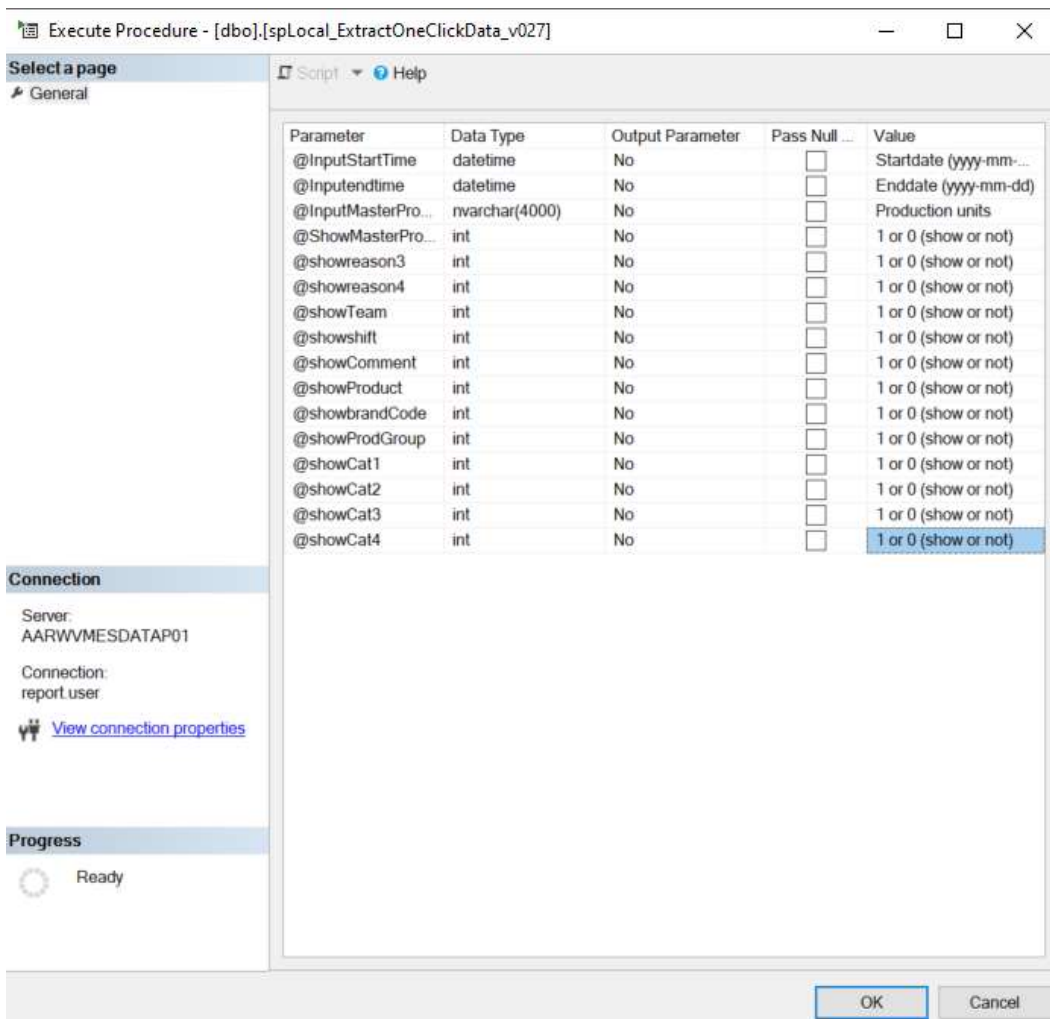 Execute Procedure - [dbo].[spLocal_ExtractOneClickData_v027]
Select a page
General
Script Help
Parameter Data Type Output Parameter Pass Null ... Value
@InputStartTime datetime No Startdate (yyyy-mm-...
@Inputendtime datetime No Enddate (yyyy-mm-dd)
@InputMasterPro... nvarchar(4000) No Production units
@ShowMasterPro... int No 1 or 0 (show or not)
@showreason3 int No 1 or 0 (show or not)
@showreason4 int No 1 or 0 (show or not)
@showTeam int No 1 or 0 (show or not)
@showshift int No 1 or 0 (show or not)
@showComment int No 1 or 0 (show or not)
@showProduct int No 1 or 0 (show or not)
@showbrandCode int No 1 or 0 (show or not)
@showProdGroup int No 1 or 0 (show or not)
@showCat1 int No 1 or 0 (show or not)
@showCat2 int No 1 or 0 (show or not)
@showCat3 int No 1 or 0 (show or not)
@showCat4 int No 1 or 0 (show or not)
Connection
Server:
AARWVMESDATAP01
Connection:
report.user
View connection properties
Progress
Ready
OK Cancel